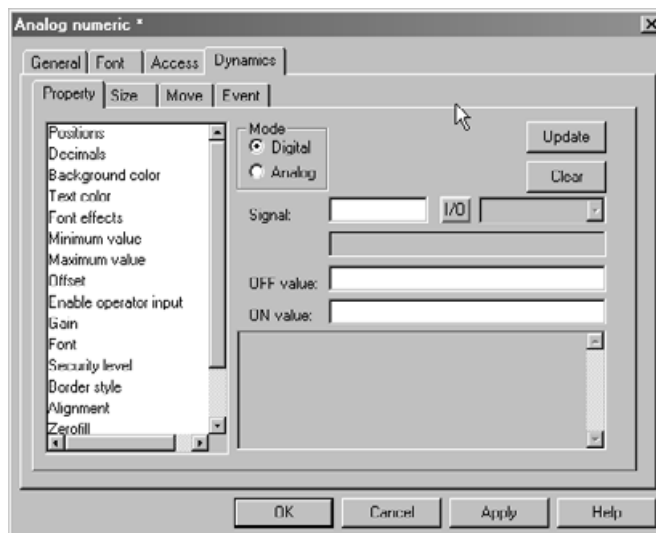 Analog numeric *
General Font Access Dynamics
Property Size Move Event
Positions
Decimals
Background color
Text color
Font effects
Minimum value
Maximum value
Offset
Enable operator input
Gain
Font
Security level
Border style
Alignment
Zerofill
Mode
Digital
Analog
Update
Clear
Signal: I/O
OFF value:
ON value:
OK Cancel Apply Help